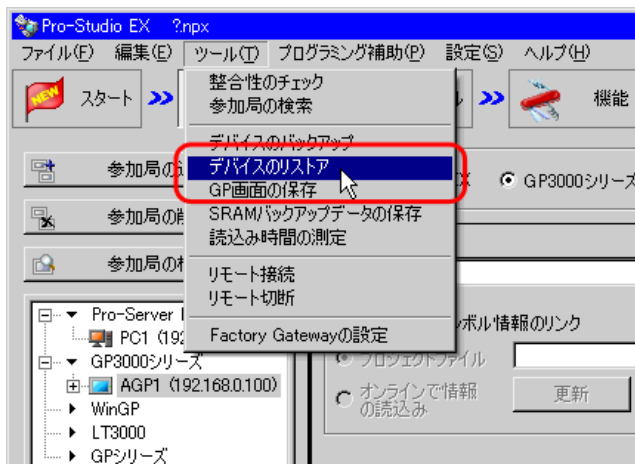 Pro-Studio EX ?.npx
ファイル(F) 編集(E) ツール(T) プログラミング補助(P) 設定(S) ヘルプ(H)
NEW スタート 機能
整合性のチェック
参加局の検索
デバイスのバックアップ
デバイスのリストア
GP画面の保存
SRAMバックアップデータの保存
読込み時間の測定
リモート接続
リモート切断
Factory Gatewayの設定
参加局の
参加局の
参加局の
GP3000シリーズ
Pro-Server
PC1 (192
GP3000シリーズ
AGP1 (192.168.0.100)
WinGP
LT3000
GPシリーズ
ンボル情報のリンク
プロジェクトファイル
オンラインで情報
の読込み
更新